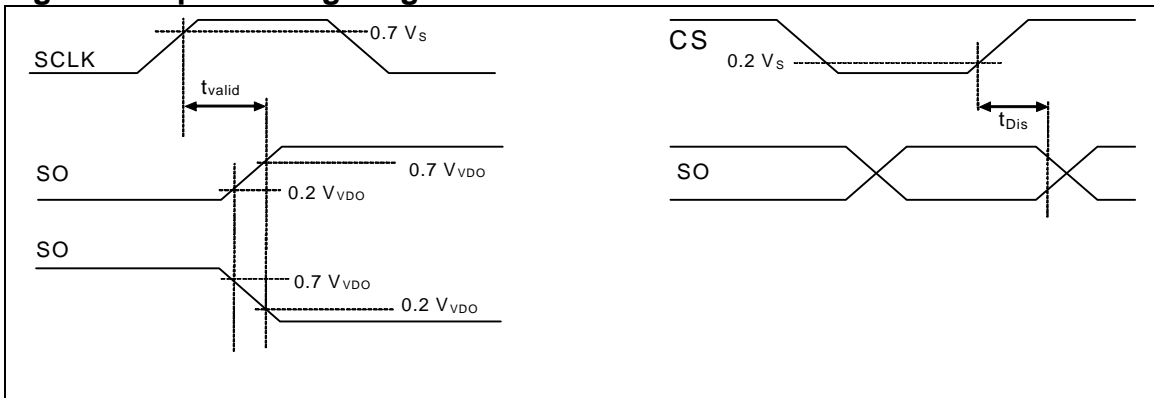 0.7 VS
SCLK
tvalid
SO
0.7 VVDO
0.2 VVDO
SO
0.7 VVDO
0.2 VVDO
CS
0.2 VS
tDis
SO